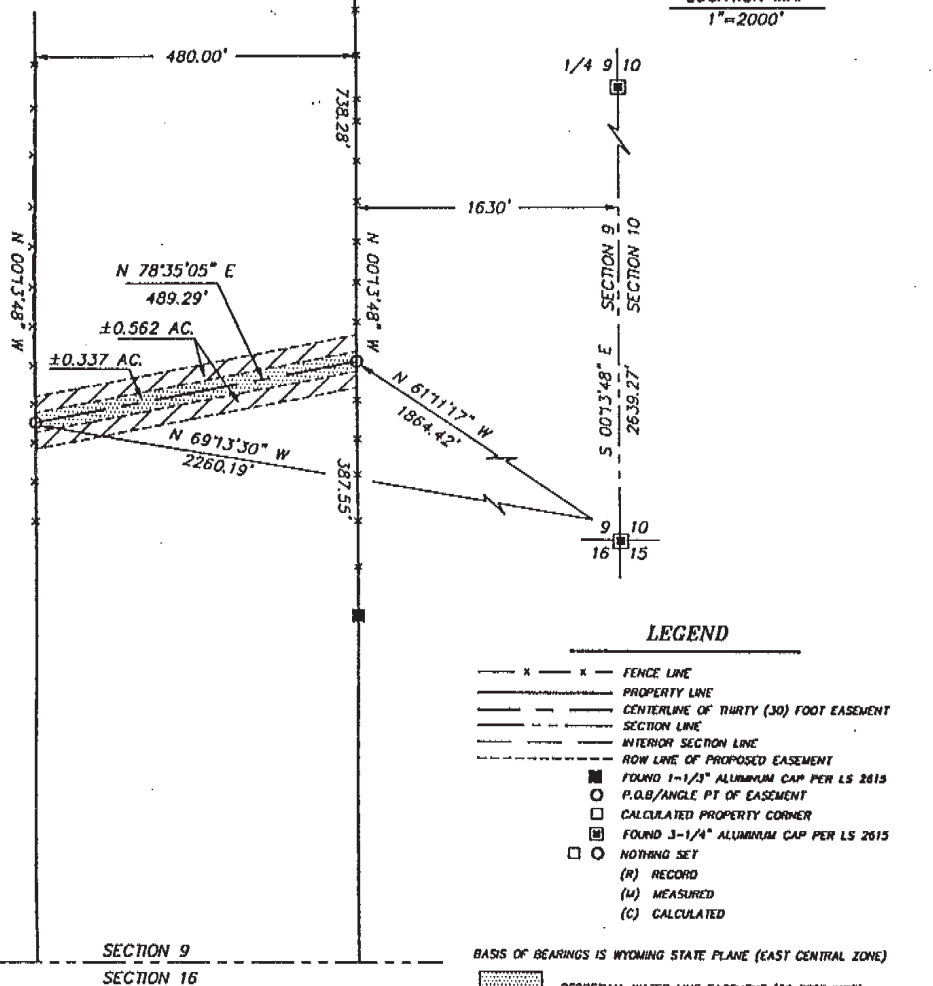 1"=2000'
480.00'
1/4 9 10
738.28'
1630'
N 00°13'48" W
N 00°13'48" W
SECTION 9
SECTION 10
N 78°35'05" E
489.29'
±0.562 AC.
±0.337 AC.
S 00°13'48" E
2639.27'
N 61°11'17" W
1864.42'
N 69°13'30" W
2260.19'
387.55'
9 10
16 15
LEGEND
FENCE LINE
PROPERTY LINE
CENTERLINE OF THIRTY (30) FOOT EASEMENT
SECTION LINE
INTERIOR SECTION LINE
ROW LINE OF PROPOSED EASEMENT
FOUND 1-1/3" ALUMINUM CAP PER LS 2615
P.O.B/ANGLE PT OF EASEMENT
CALCULATED PROPERTY CORNER
FOUND 3-1/4" ALUMINUM CAP PER LS 2615
NOTHING SET
(R) RECORD
(M) MEASURED
(C) CALCULATED
SECTION 9
SECTION 16
BASIS OF BEARINGS IS WYOMING STATE PLANE (EAST CENTRAL ZONE)